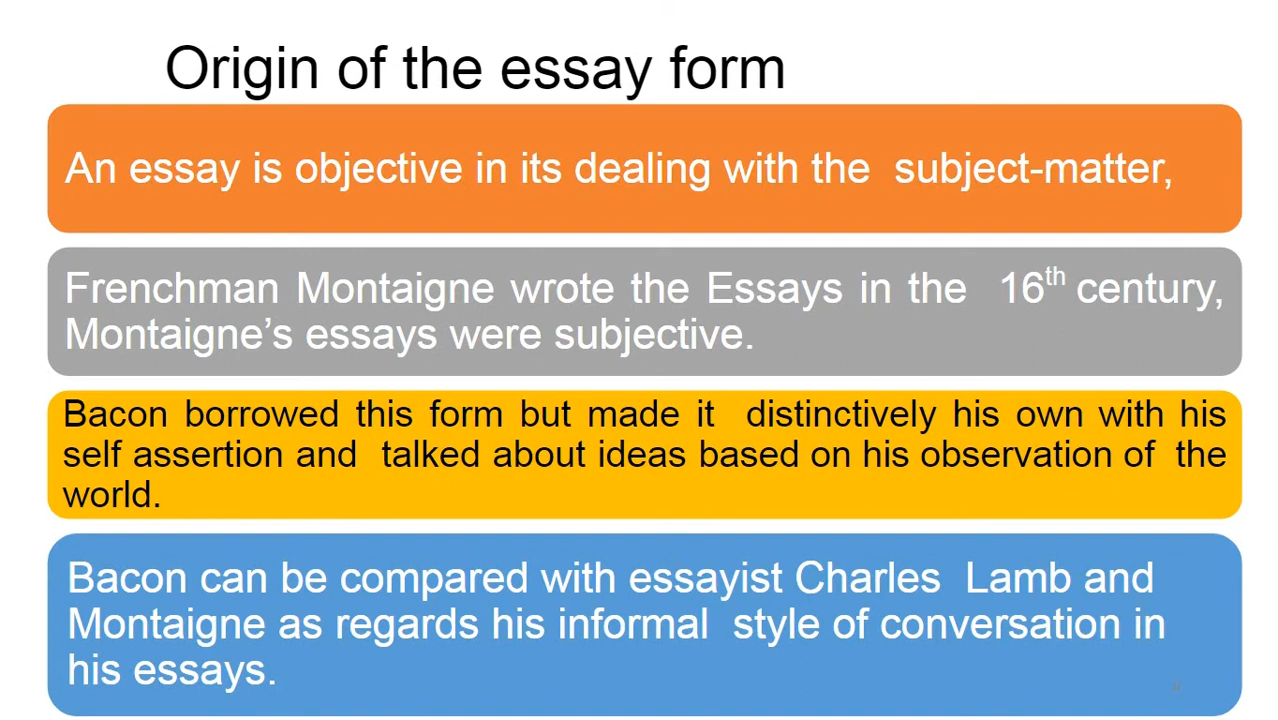 Origin of the essay form
An essay is objective in its dealing with the subject-matter,
Frenchman Montaigne wrote the Essays in the 16th century,
Montaigne's essays were subjective.
Bacon borrowed this form but made it distinctively his own with his
self assertion and talked about ideas based on his observation of the
world.
Bacon can be compared with essayist Charles Lamb and
Montaigne as regards his informal style of conversation in
his essays.